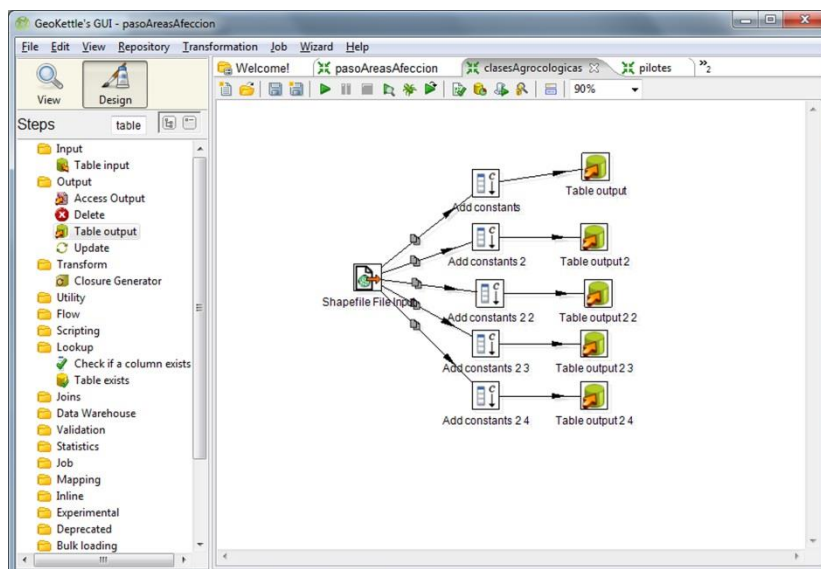 GeoKettle's GUI - pasoAreasAfeccion
File Edit View Repository Transformation Job Wizard Help
View
Design
Steps
table
Input
Table input
Output
Access Output
Delete
Table output
Update
Transform
Closure Generator
Utility
Flow
Scripting
Lookup
Check if a column exists
Table exists
Joins
Data Warehouse
Validation
Statistics
Job
Mapping
Inline
Experimental
Deprecated
Bulk loading
Welcome!
pasoAreasAfeccion
clasesAgrocologicas
pilotes
»2
90%
Shapefile File Input
Add constants
Table output
Add constants 2
Table output 2
Add constants 2 2
Table output 2 2
Add constants 2 3
Table output 2 3
Add constants 2 4
Table output 2 4